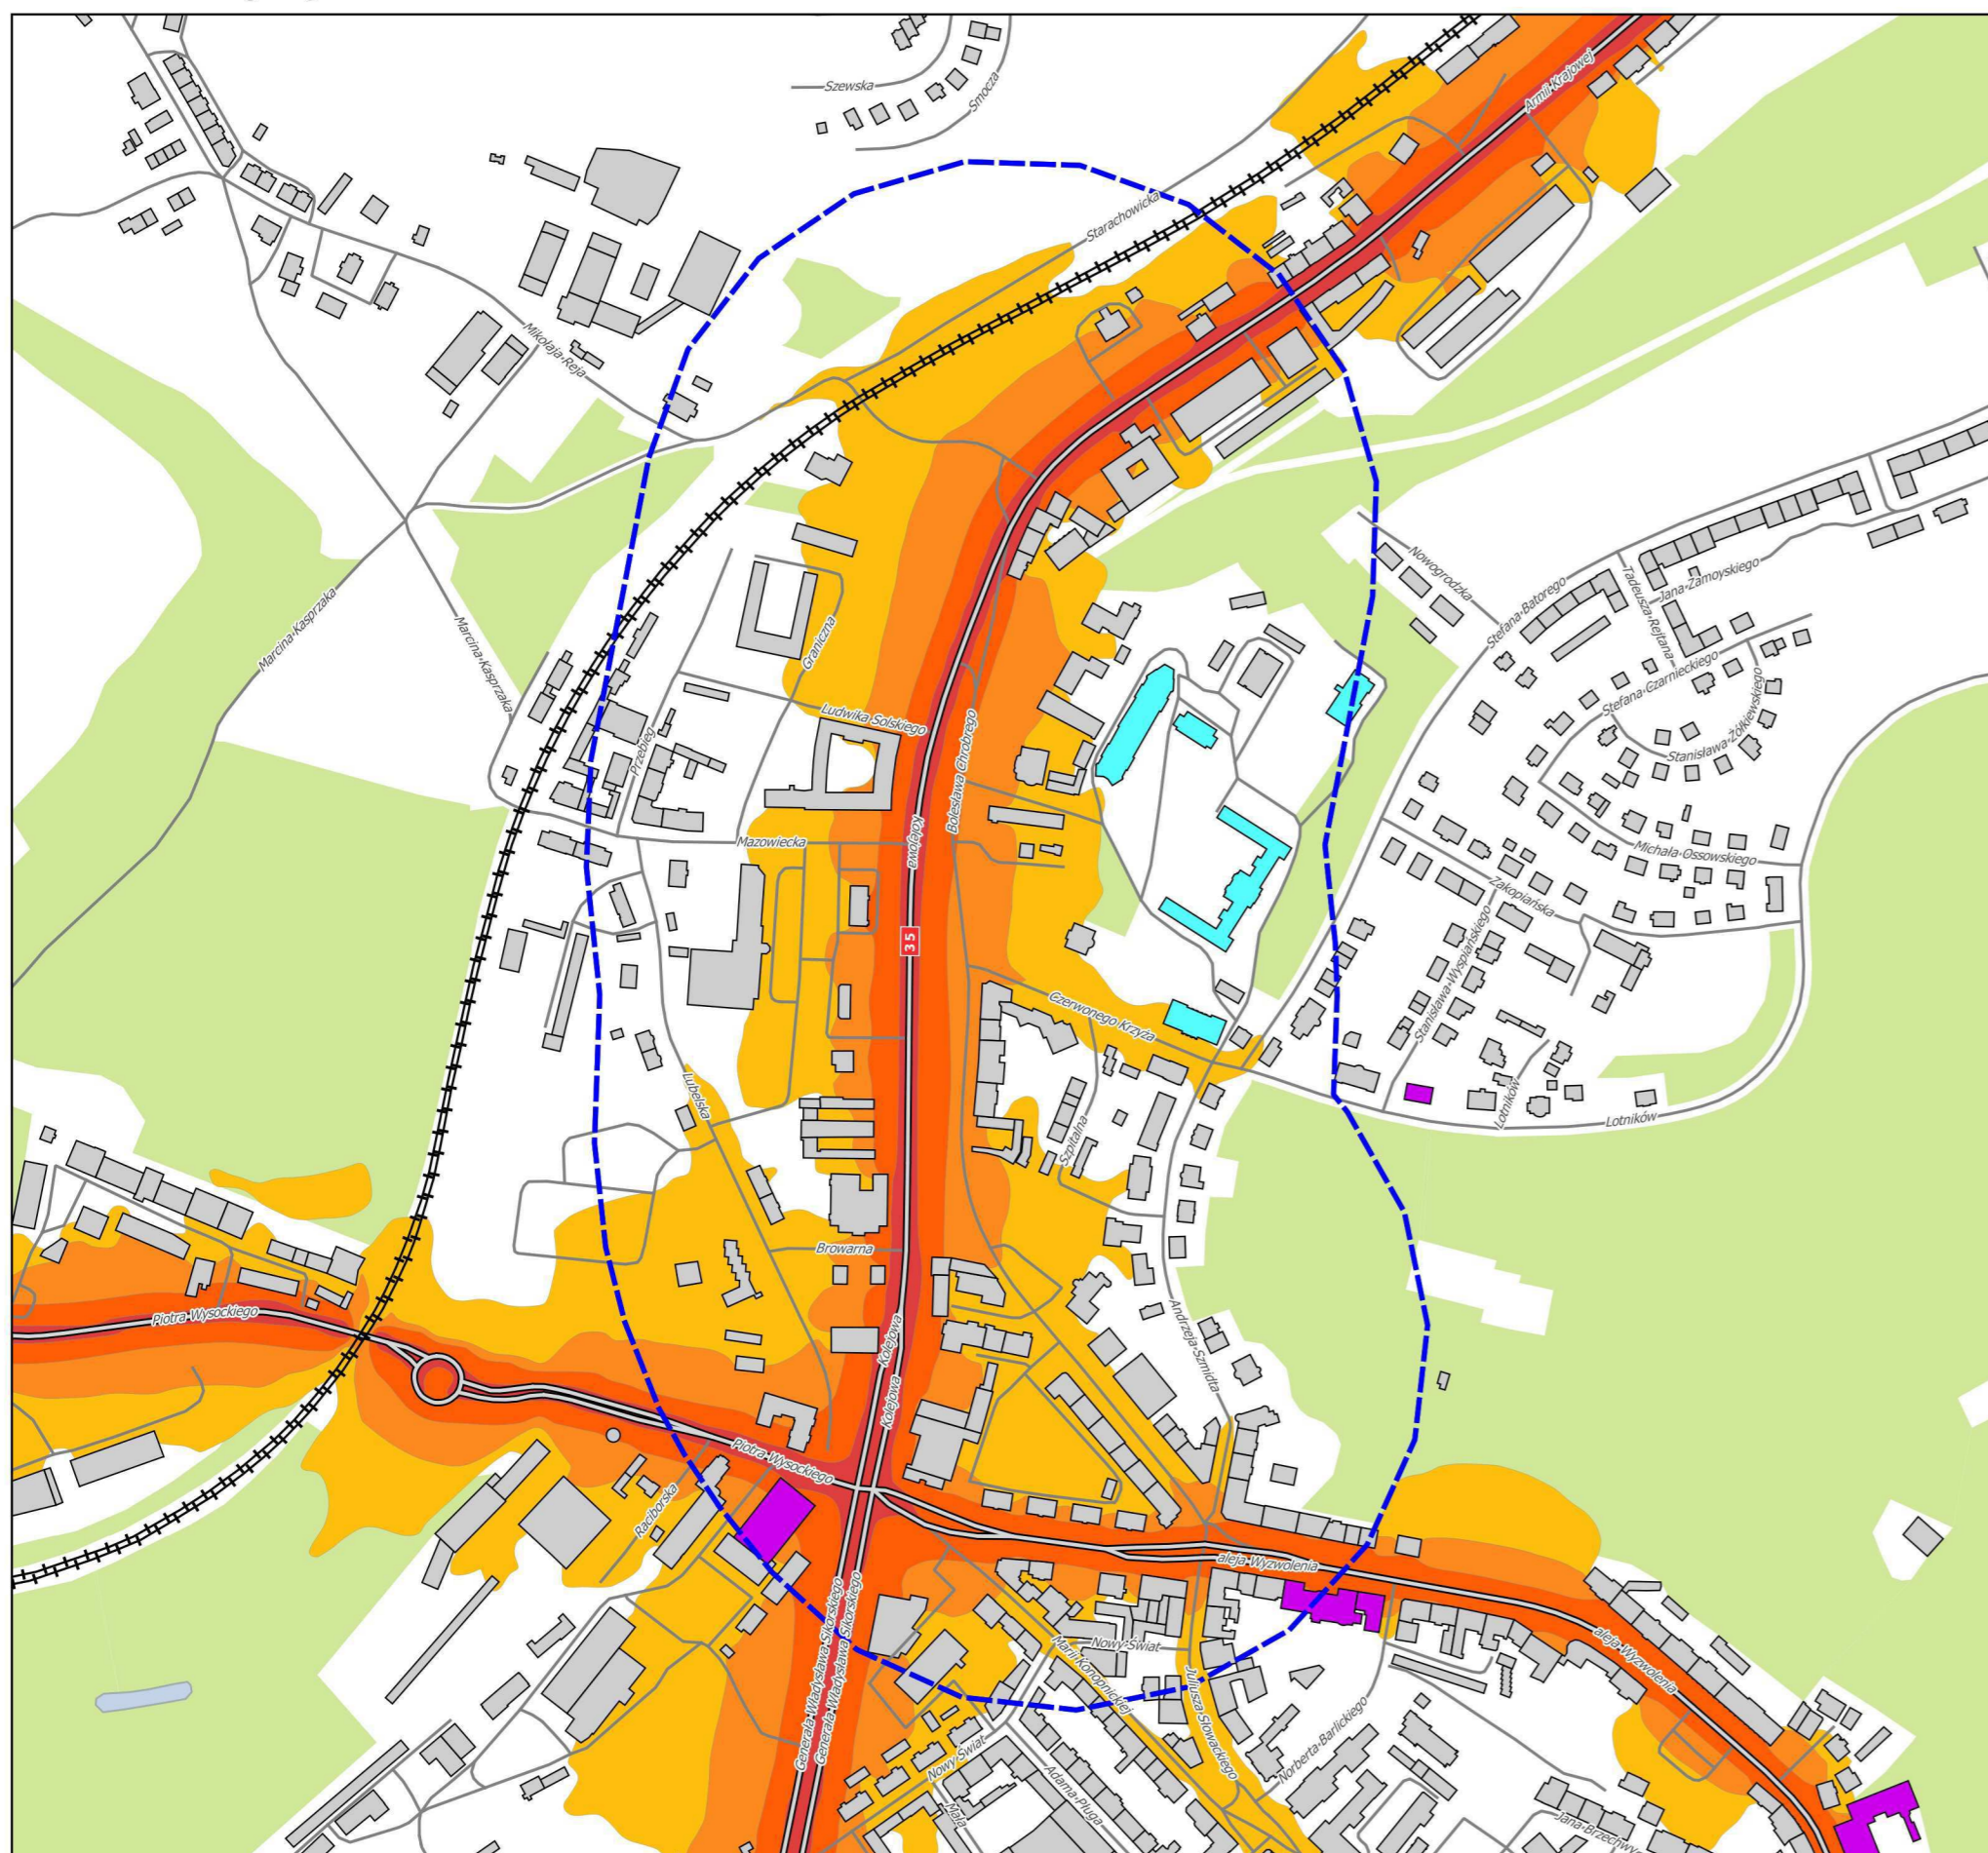 Szewska
Smocza
Armii Krajowej
Starachowicka
Mikołaja Reja
Marcina Kasprzaka
Marcina Kasprzaka
Graniczna
Ludwika Solskiego
Przebieg
Bolesława Chrobrego
Mazowiecka
Kolejowa
35
Nowogrodzka
Stefana Batorego
Tadeusza Rejtana
Jana Zamoyskiego
Stefana Czarnieckiego
Stanisława Żółkiewskiego
Michała Ossowskiego
Zakopiańska
Stanisława Wyspiańskiego
Czerwonego Krzyża
Lubelska
Szpitalna
Lotników
Lotników
Browarna
Piotra Wysockiego
Kolejowa
Kolejowa
Andrzeja Szmidta
Piotra Wysockiego
Raciborska
aleja Wyzwolenia
Generała Władysława Sikorskiego
Generała Władysława Sikorskiego
Nowy Świat
Marii Konopnickiej
Juliusza Słowackiego
aleja Wyzwolenia
Norberta Barlickiego
Nowy Świat
Adama Pługa
Mała